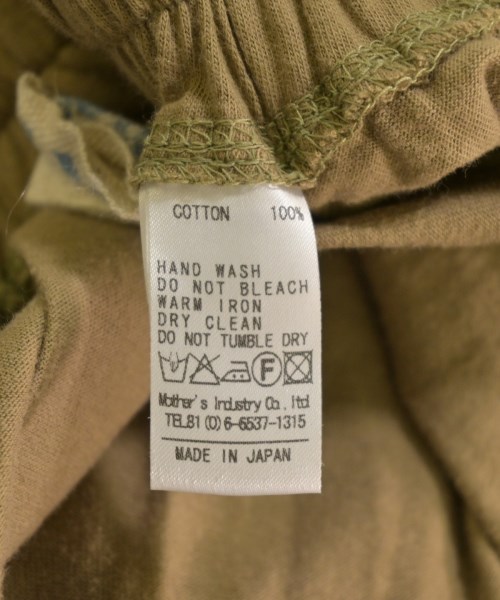 COTTON 100%
HAND WASH
DO NOT BLEACH
WARM IRON
DRY CLEAN
DO NOT TUMBLE DRY
F
Mother's Industry Co., ltd
TEL81 (0) 6-6537-1315
MADE IN JAPAN